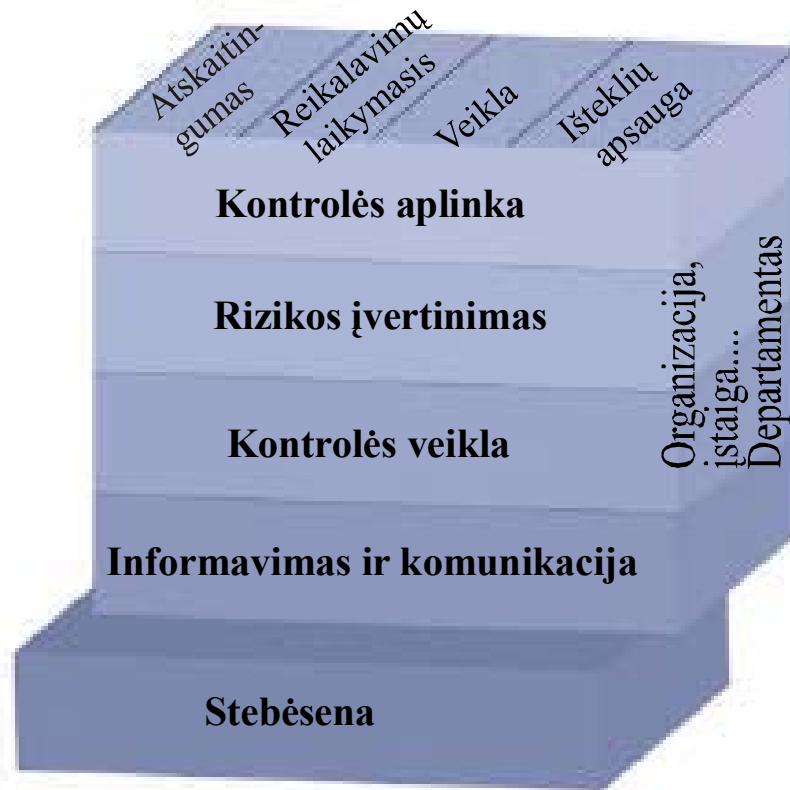 Atskaitin-
gumas
Reikalavimų
laikymasis
Veikla
Išteklių
apsauga
Kontrolės aplinka
Rizikos įvertinimas
Kontrolės veikla
Informavimas ir komunikacija
Stebėsena
Organizacija,
įstaiga....
Departamentas